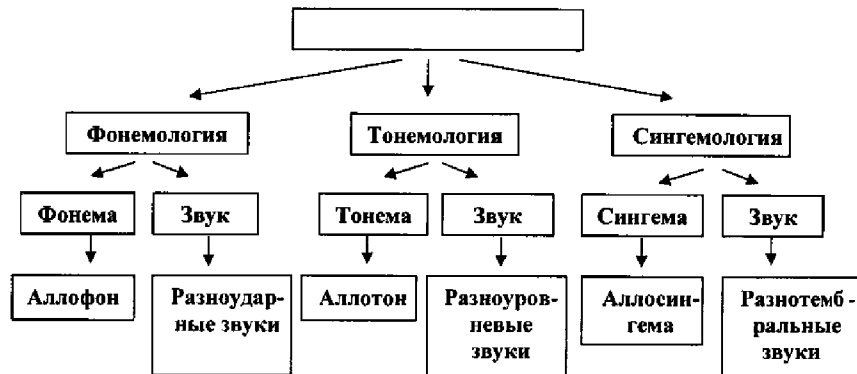 Фонемология
Тонемология
Сингемология
Фонема
Звук
Тонема
Звук
Сингема
Звук
Аллофон
Разноудар-
ные звуки
Аллотон
Разноуров-
невые
звуки
Аллосин-
гема
Разнотемб -
ральные
звуки